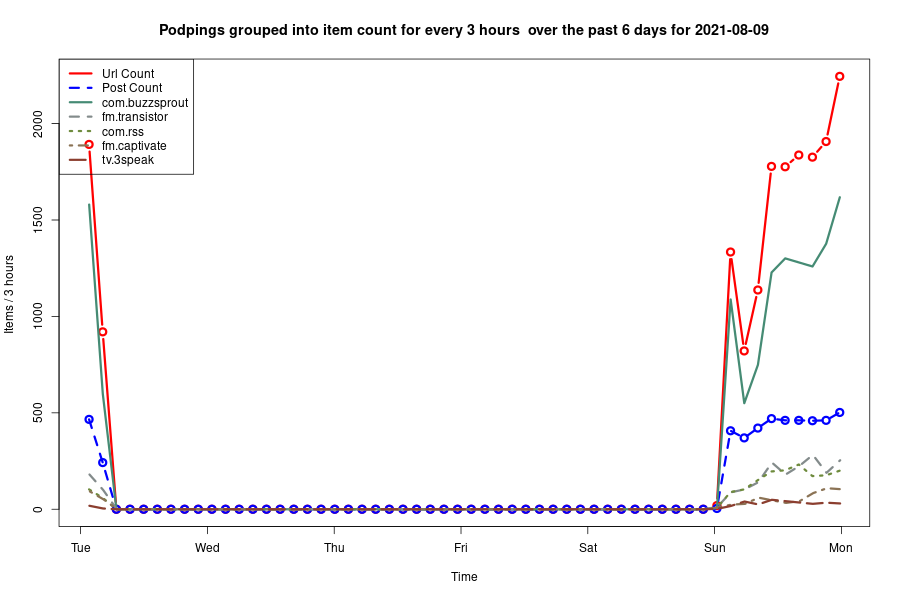 Podpings grouped into item count for every 3 hours  over the past 6 days for 2021-08-09
Url Count
Post Count
com.buzzsprout
fm.transistor
com.rss
fm.captivate
tv.3speak
Items / 3 hours
2000
1500
1000
500
0
Tue Wed Thu Fri Sat Sun Mon
Time